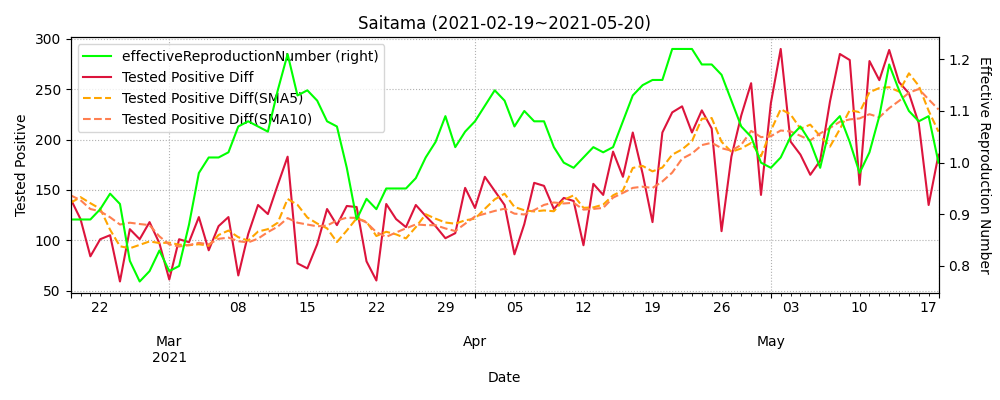 Saitama (2021-02-19~2021-05-20)
effectiveReproductionNumber (right)
Tested Positive Diff
Tested Positive Diff(SMA5)
Tested Positive Diff(SMA10)
Tested Positive
300
250
200
150
100
50
1.2
1.1
1.0
0.9
0.8
Effective Reproduction Number
22 08 15 22 29 05 12 19 26 03 10 17
Mar Apr May
2021
Date